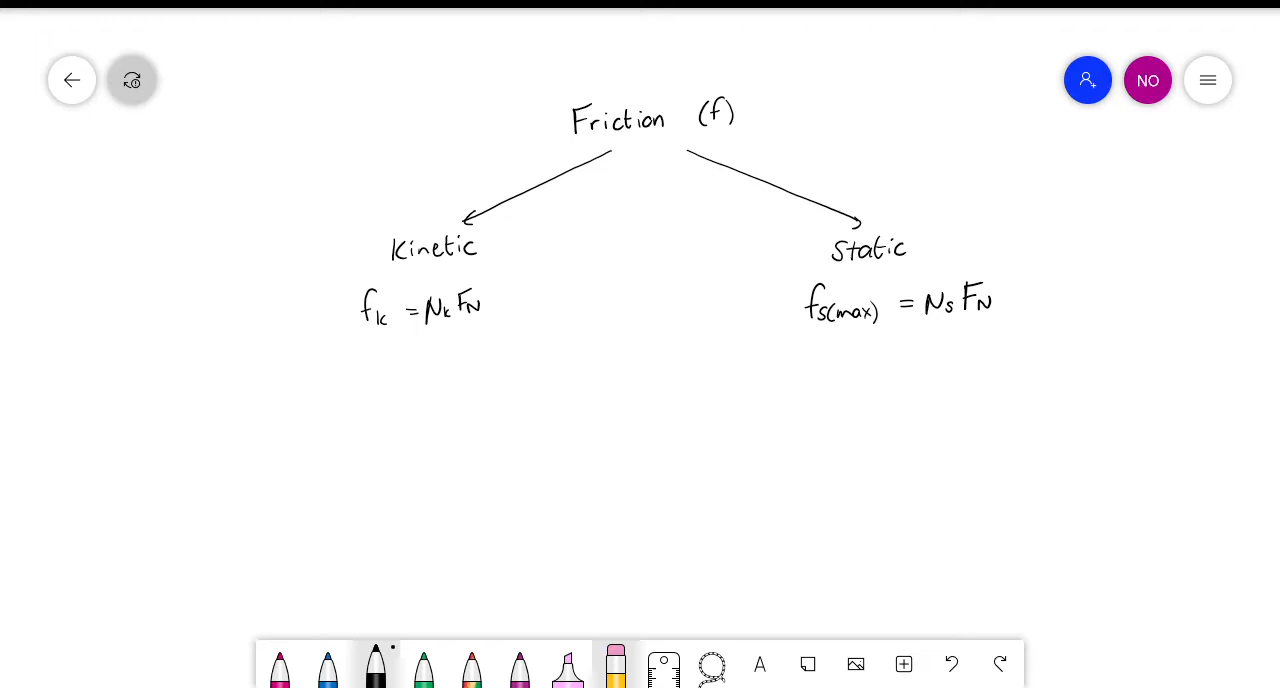 NO
Friction (f)
Kinetic
Static
fk = μk FN
fs(max) = μs FN
A